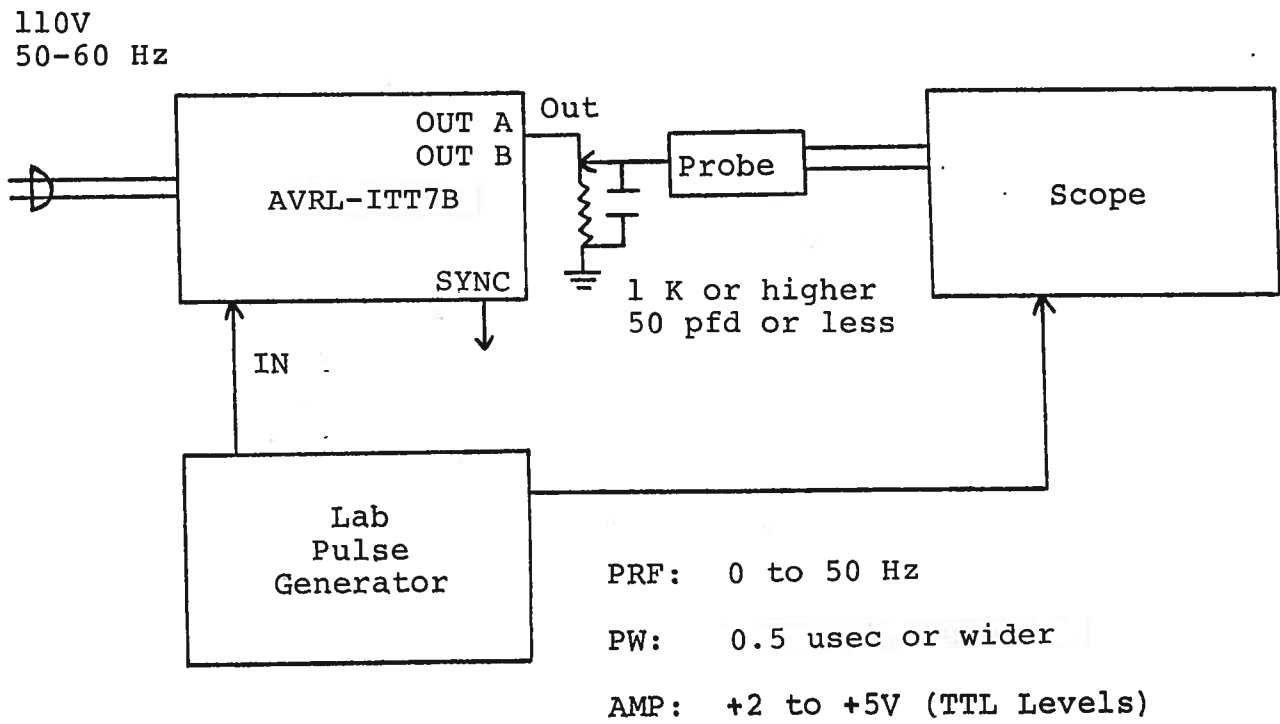 110V
50-60 Hz
OUT A
OUT B
AVRL-ITT7B
SYNC
Out
Probe
Scope
1 K or higher
50 pfd or less
IN
Lab
Pulse
Generator
PRF: 0 to 50 Hz
PW: 0.5 usec or wider
AMP: +2 to +5V (TTL Levels)